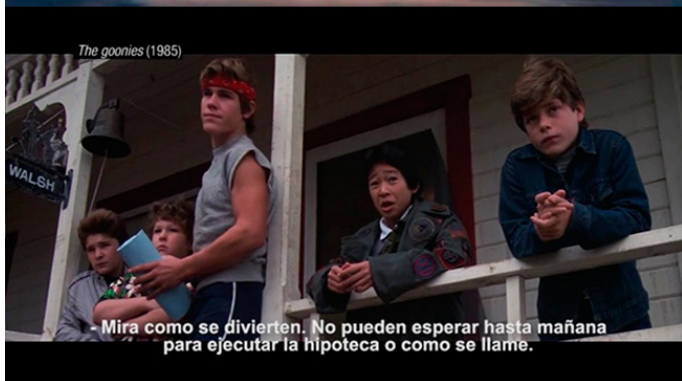 The goonies (1985)
WALSH
- Mira como se divierten. No pueden esperar hasta mañana
para ejecutar la hipoteca o como se llame.